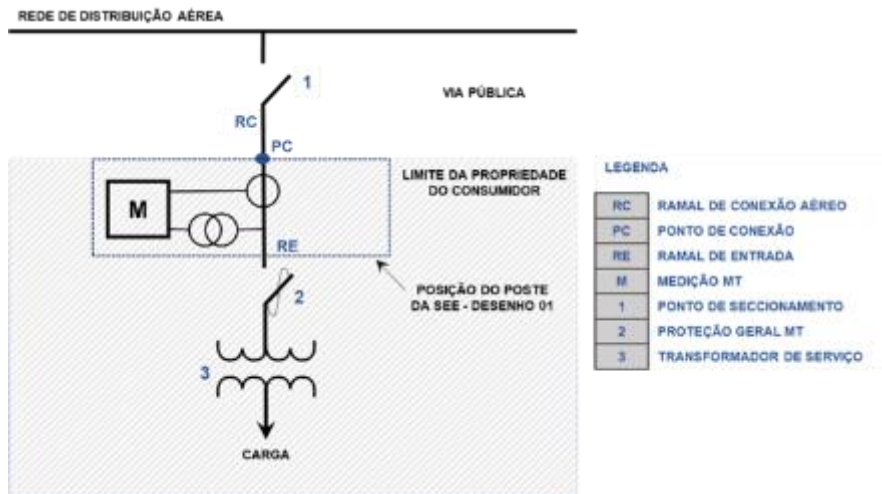 REDE DE DISTRIBUIÇÃO AÉREA
1
VIA PÚBLICA
RC
PC
LIMITE DA PROPRIEDADE
DO CONSUMIDOR
M
RE
2
POSIÇÃO DO POSTE
DA SEE - DESENHO 01
3
CARGA
LEGENDA
RC RAMAL DE CONEXÃO AÉREO
PC PONTO DE CONEXÃO
RE RAMAL DE ENTRADA
M MEDIÇÃO MT
1 PONTO DE SECCIONAMENTO
2 PROTEÇÃO GERAL MT
3 TRANSFORMADOR DE SERVIÇO